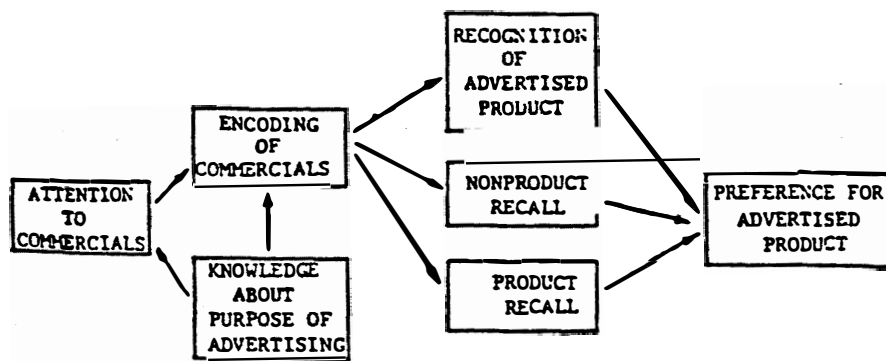 ATTENTION
TO
COMMERCIALS
ENCODING
OF
COMMERCIALS
KNOWLEDGE
ABOUT
PURPOSE OF
ADVERTISING
RECOGNITION
OF
ADVERTISED
PRODUCT
NONPRODUCT
RECALL
PRODUCT
RECALL
PREFERENCE FOR
ADVERTISED
PRODUCT